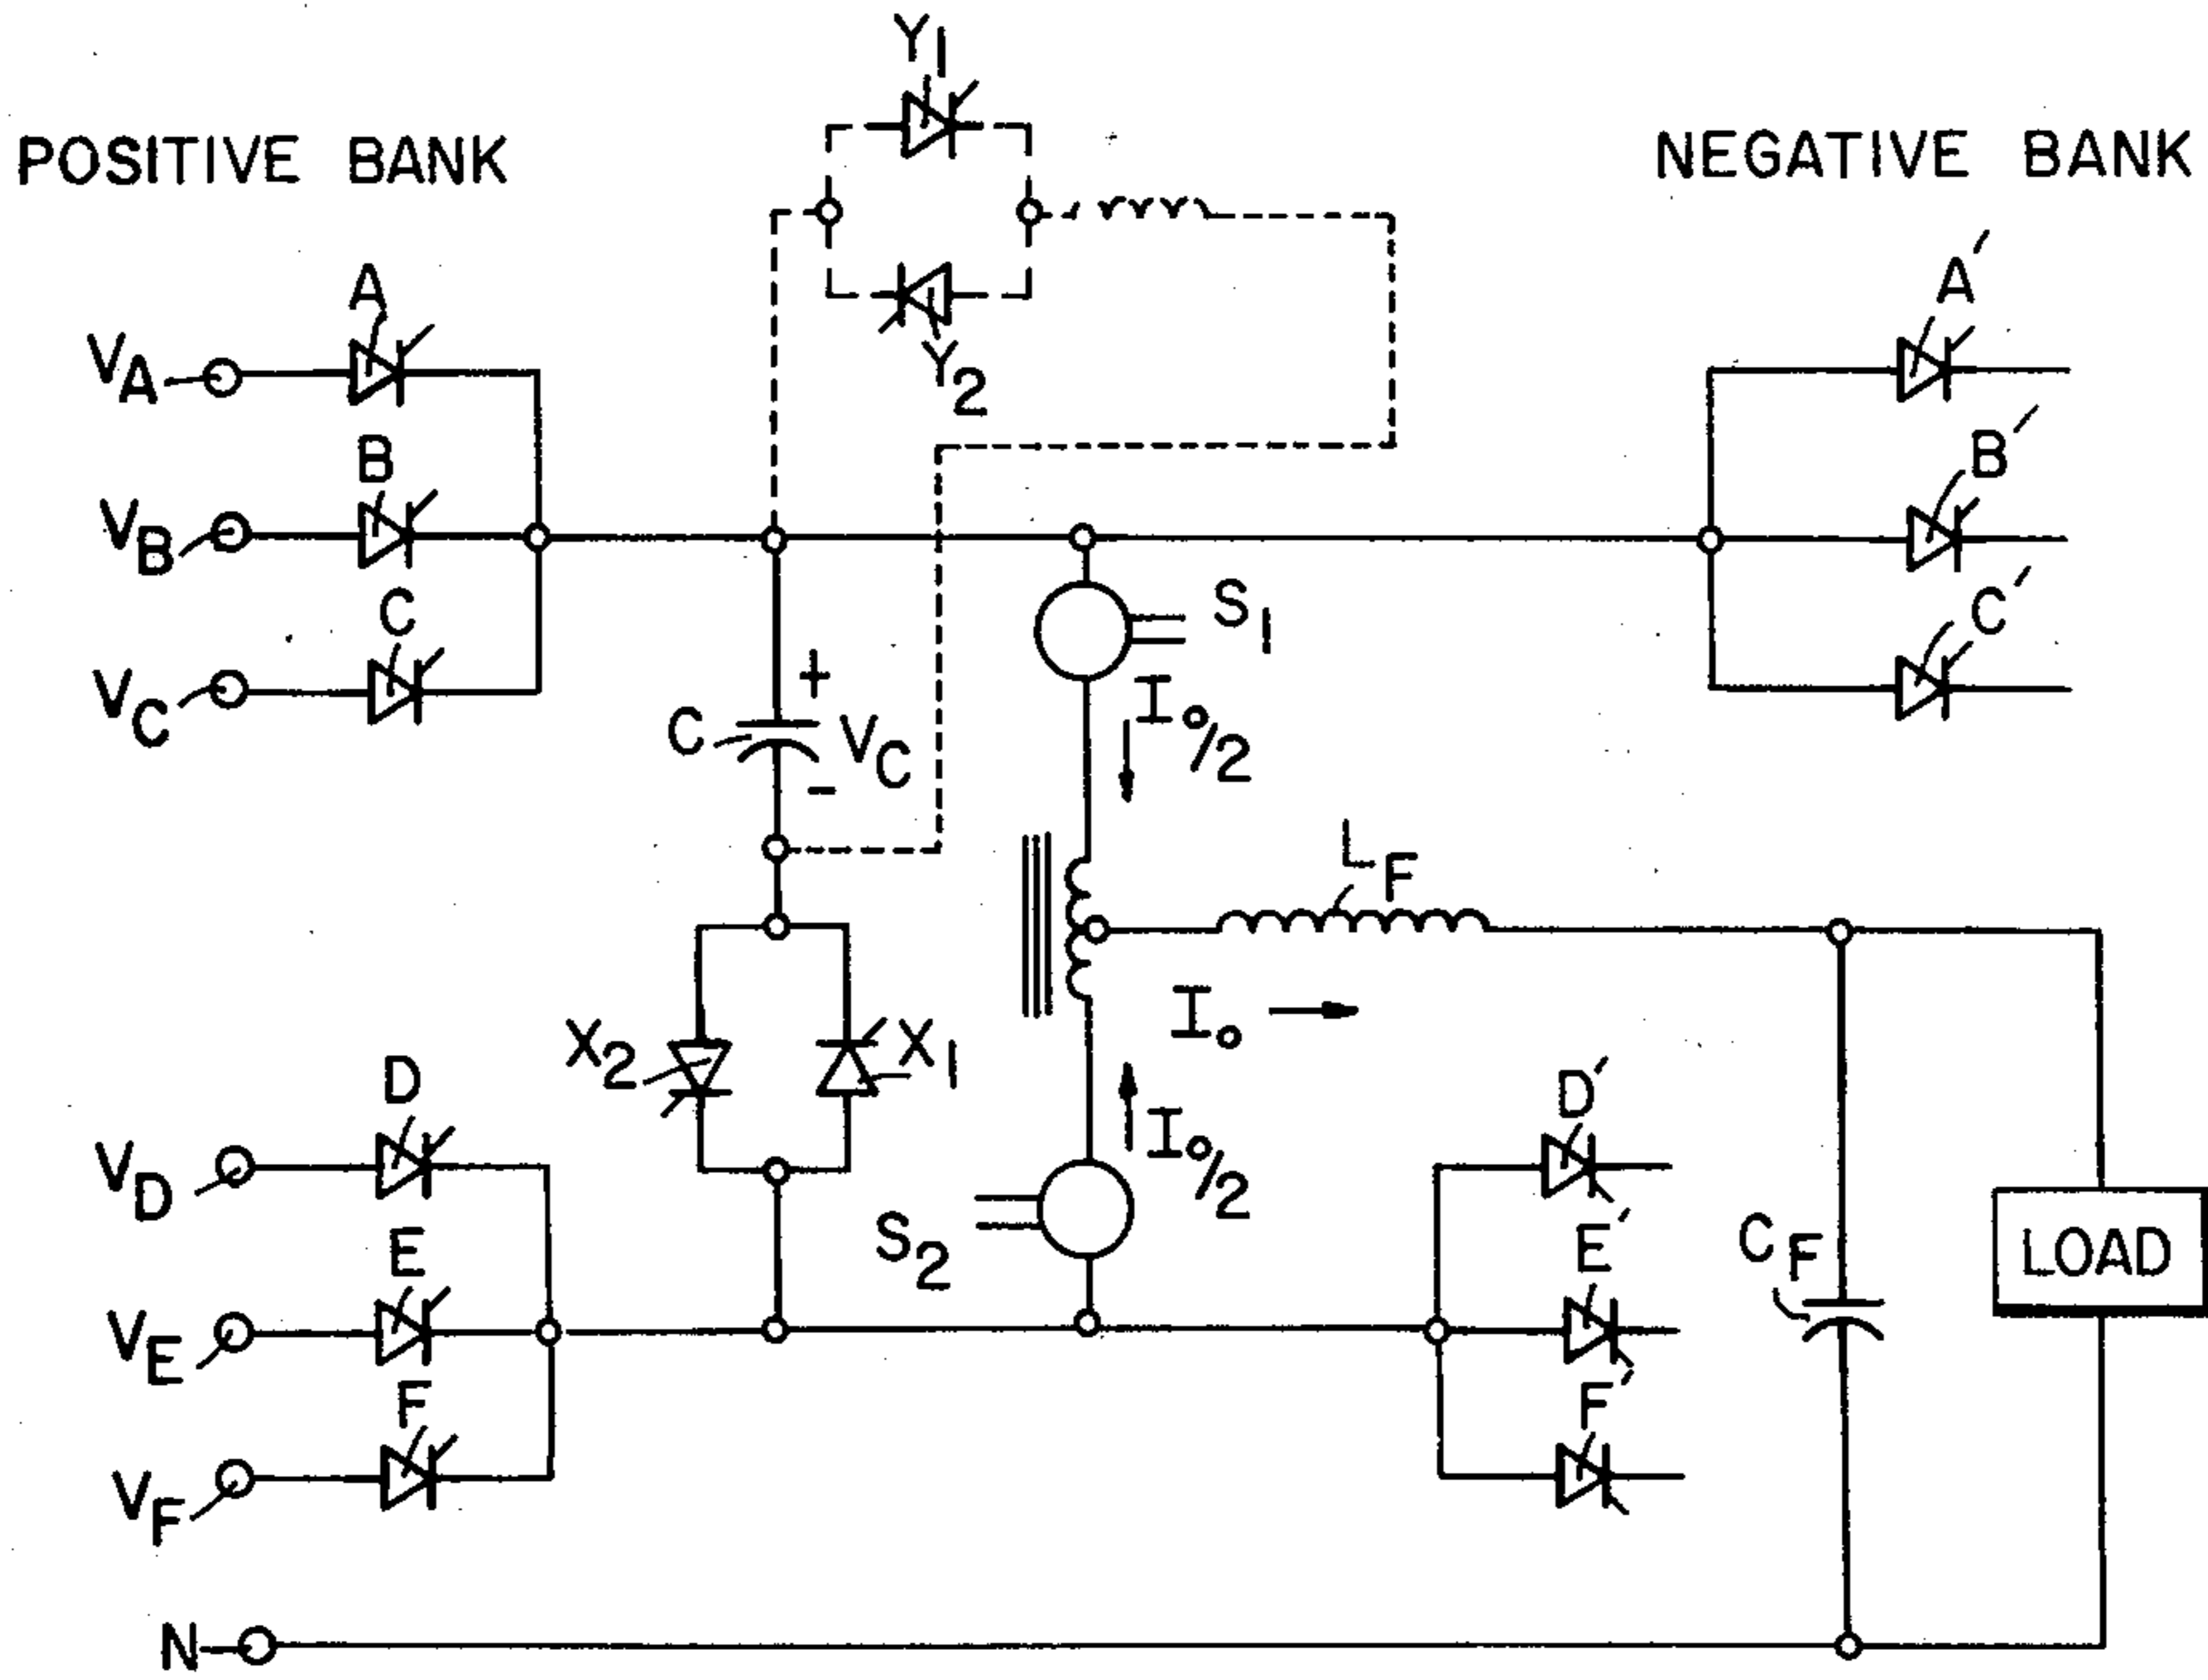 Y1
POSITIVE BANK
NEGATIVE BANK
A
A′
VA
Y2
B
B′
VB
S1
C
C′
+
VC
Io/2
C
VC
-
LF
Io
X2
X1
D
D′
Io/2
VD
S2
E
E′
CF
LOAD
VE
F
F′
VF
N